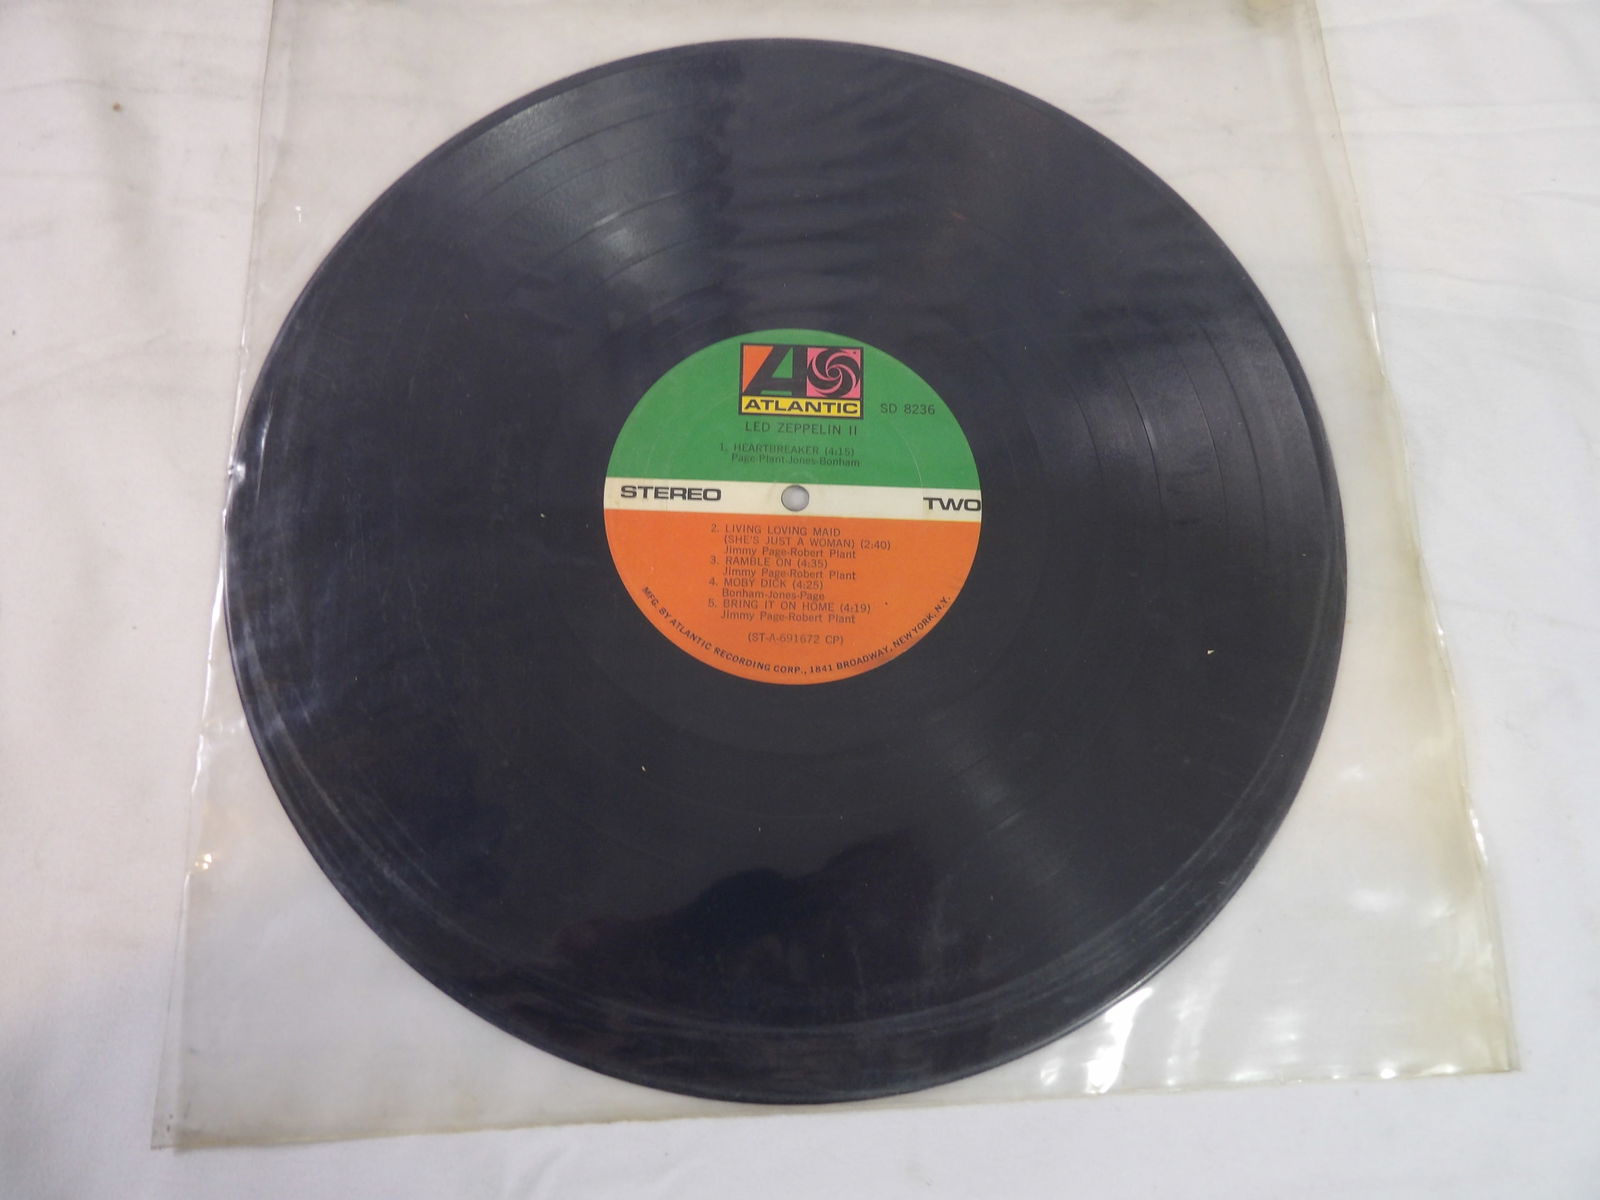 ATLANTIC
SD 8236
LED ZEPPELIN II
1. HEARTBREAKER (4:15)
Page-Plant-Jones-Bonham
STEREO
TWO
2. LIVING LOVING MAID
(SHE'S JUST A WOMAN) (2:40)
Jimmy Page-Robert Plant
3. RAMBLE ON (4:35)
Jimmy Page-Robert Plant
4. MOBY DICK (4:25)
Bonham-Jones-Page
5. BRING IT ON HOME (4:19)
Jimmy Page-Robert Plant
(ST-A-691672 CP)
MFG. BY ATLANTIC RECORDING CORP., 1841 BROADWAY, NEW YORK, N.Y.